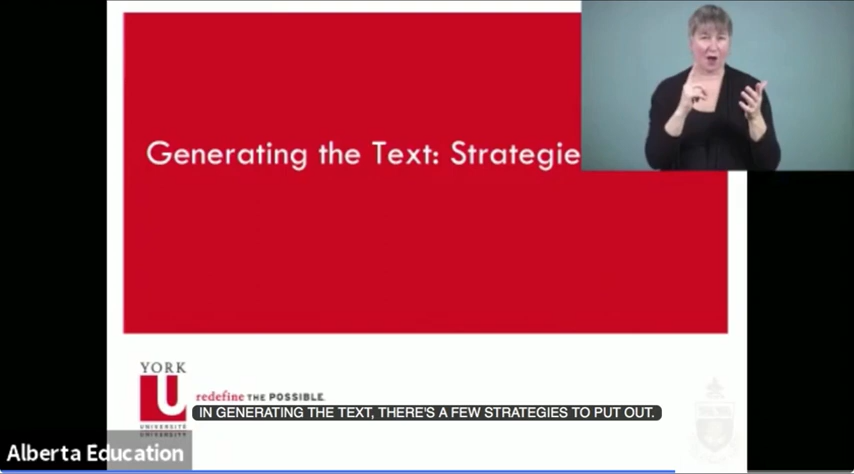 Generating the Text: Strategie
YORK
U
UNIVERSITÉ
UNIVERSITY
redefine THE POSSIBLE.
IN GENERATING THE TEXT, THERE'S A FEW STRATEGIES TO PUT OUT.
Alberta Education